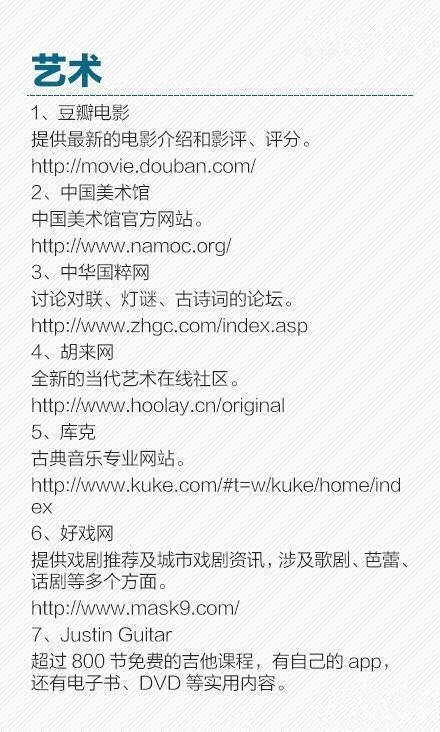 艺术
1、豆瓣电影
提供最新的电影介绍和影评、评分。
http://movie.douban.com/
2、中国美术馆
中国美术馆官方网站。
http://www.namoc.org/
3、中华国粹网
讨论对联、灯谜、古诗词的论坛。
http://www.zhgc.com/index.asp
4、胡来网
全新的当代艺术在线社区。
http://www.hoolay.cn/original
5、库克
古典音乐专业网站。
http://www.kuke.com/#t=w/kuke/home/ind
ex
6、好戏网
提供戏剧推荐及城市戏剧资讯，涉及歌剧、芭蕾、
话剧等多个方面。
http://www.mask9.com/
7、Justin Guitar
超过 800 节免费的吉他课程，有自己的 app，
还有电子书、DVD 等实用内容。